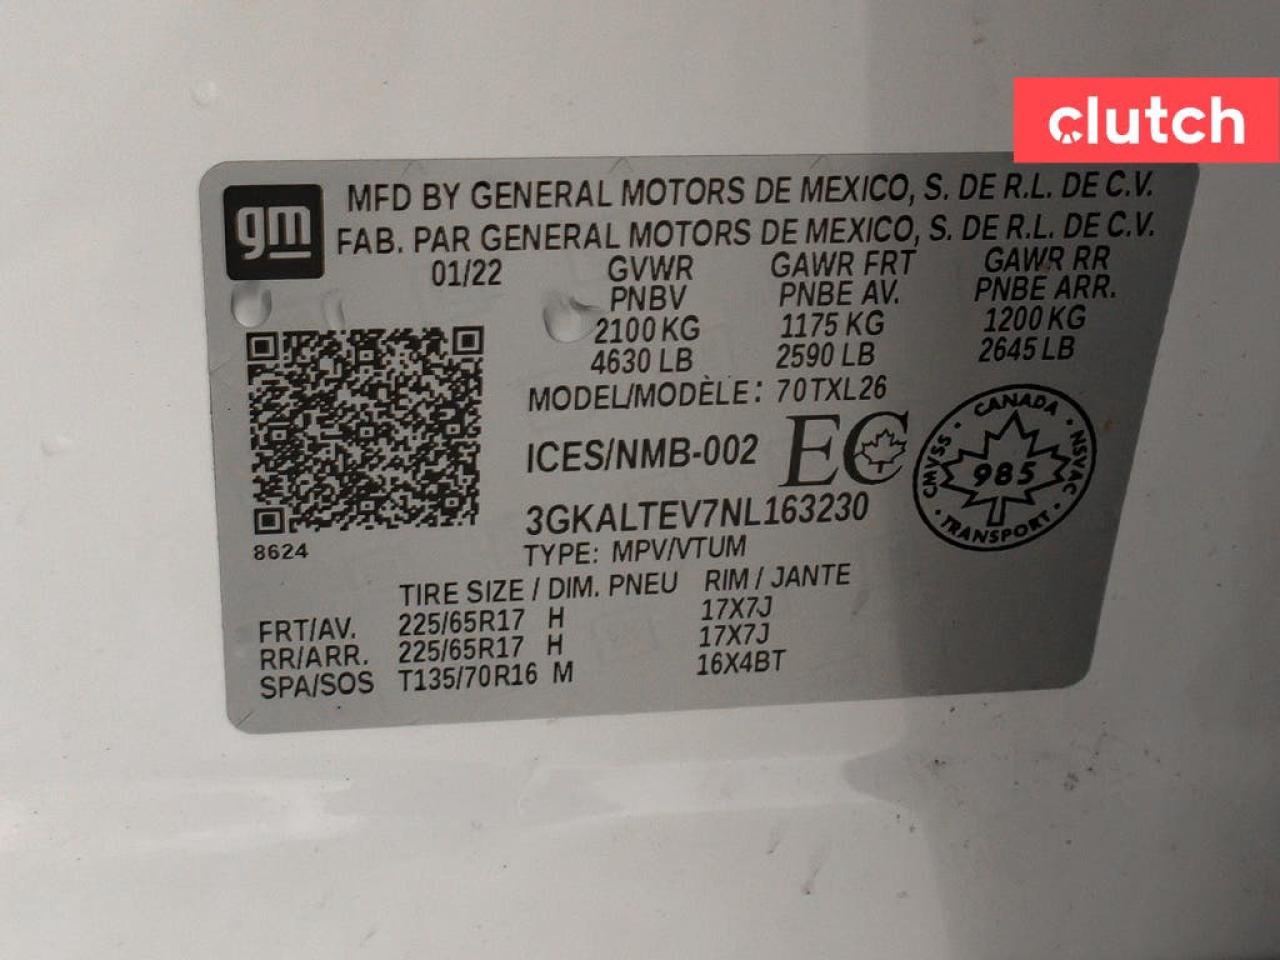 clutch
gm
MFD BY GENERAL MOTORS DE MEXICO, S. DE R.L. DE C.V.
FAB. PAR GENERAL MOTORS DE MEXICO, S. DE R.L. DE C.V.
01/22 GVWR GAWR FRT GAWR RR
PNBV PNBE AV. PNBE ARR.
2100 KG 1175 KG 1200 KG
4630 LB 2590 LB 2645 LB
MODEL/MODÈLE: 70TXL26
ICES/NMB-002 EC
CANADA
CMVSS · 985 · NSVAC
TRANSPORT
3GKALTEV7NL163230
8624
TYPE: MPV/VTUM
TIRE SIZE / DIM. PNEU RIM / JANTE
FRT/AV. 225/65R17 H 17X7J
RR/ARR. 225/65R17 H 17X7J
SPA/SOS T135/70R16 M 16X4BT